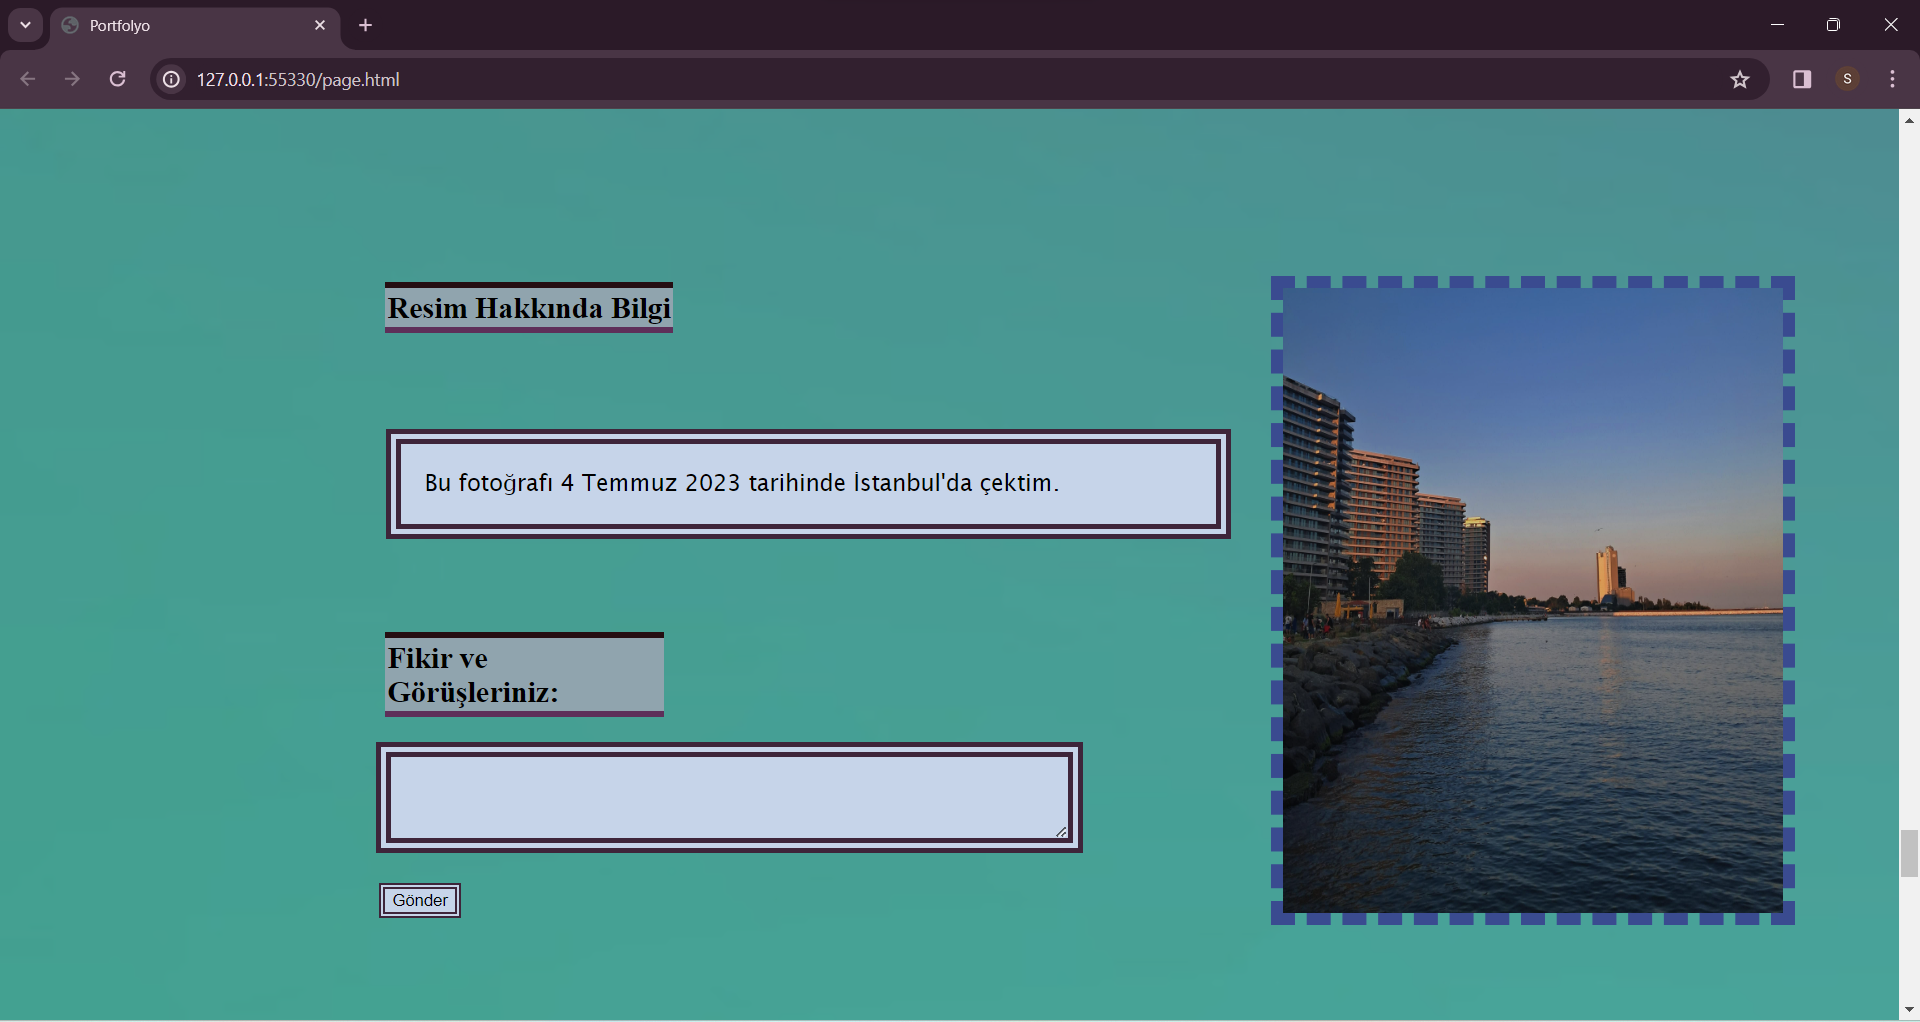 Portfolyo
127.0.0.1:55330/page.html
S
Resim Hakkında Bilgi
Bu fotoğrafı 4 Temmuz 2023 tarihinde İstanbul'da çektim.
Fikir ve
Görüşleriniz:
Gönder